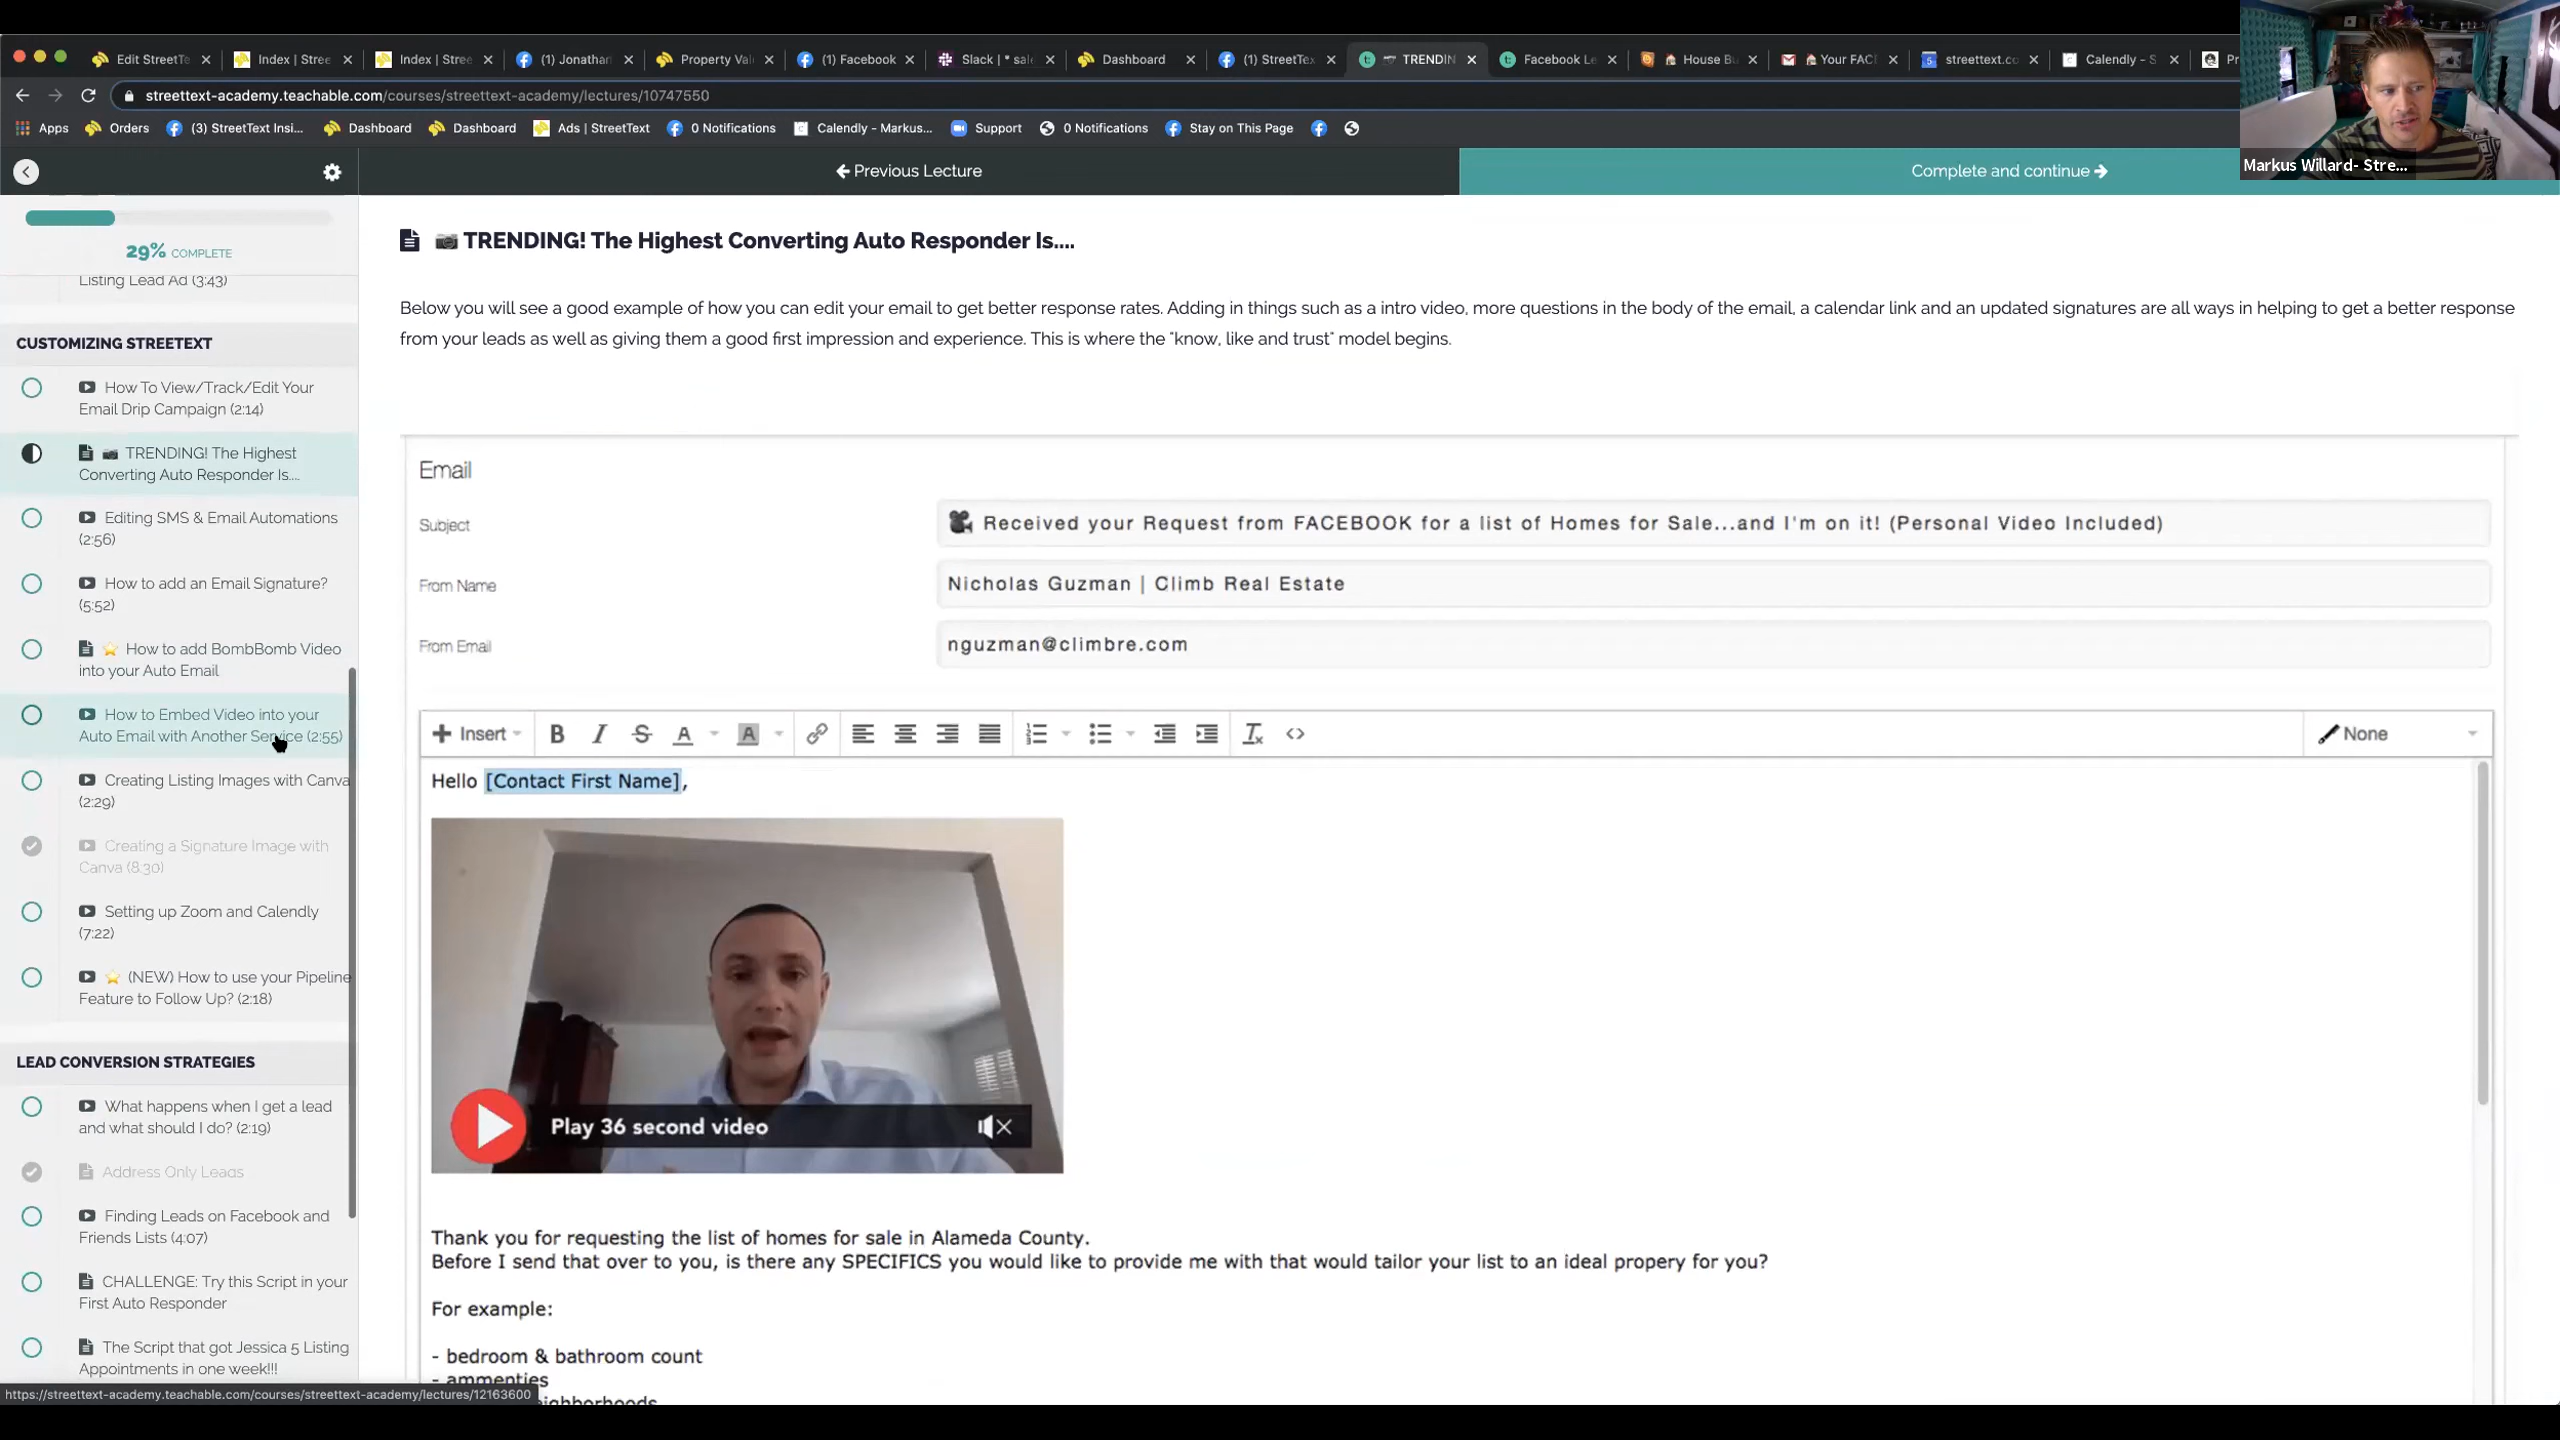 Edit StreetTe
Index | Stree
Index | Stree
(1) Jonathan
Property Val
(1) Facebook
Slack | * sal
Dashboard
(1) StreetTex
TRENDIN
Facebook Le
House Bu
Your FAC
streettext.co
Calendly - S
Pr
streettext-academy.teachable.com/courses/streettext-academy/lectures/10747550
Apps
Orders
(3) StreetText Insi...
Dashboard
Dashboard
Ads | StreetText
0 Notifications
Calendly - Markus...
Support
0 Notifications
Stay on This Page
Markus Willard- Stre...
Previous Lecture
Complete and continue
29% COMPLETE
Listing Lead Ad (3:43)
CUSTOMIZING STREETEXT
How To View/Track/Edit Your
Email Drip Campaign (2:14)
TRENDING! The Highest
Converting Auto Responder Is....
Editing SMS & Email Automations
(2:56)
How to add an Email Signature?
(5:52)
How to add BombBomb Video
into your Auto Email
How to Embed Video into your
Auto Email with Another Service (2:55)
Creating Listing Images with Canva
(2:29)
Creating a Signature Image with
Canva (8:30)
Setting up Zoom and Calendly
(7:22)
(NEW) How to use your Pipeline
Feature to Follow Up? (2:18)
LEAD CONVERSION STRATEGIES
What happens when I get a lead
and what should I do? (2:19)
Address Only Leads
Finding Leads on Facebook and
Friends Lists (4:07)
CHALLENGE: Try this Script in your
First Auto Responder
The Script that got Jessica 5 Listing
Appointments in one week!!!
https://streettext-academy.teachable.com/courses/streettext-academy/lectures/12163600
TRENDING! The Highest Converting Auto Responder Is....
Below you will see a good example of how you can edit your email to get better response rates. Adding in things such as a intro video, more questions in the body of the email, a calendar link and an updated signatures are all ways in helping to get a better response
from your leads as well as giving them a good first impression and experience. This is where the "know, like and trust" model begins.
Email
Subject
Received your Request from FACEBOOK for a list of Homes for Sale...and I'm on it! (Personal Video Included)
From Name
Nicholas Guzman | Climb Real Estate
From Email
nguzman@climbre.com
Insert
None
Hello [Contact First Name],
Play 36 second video
Thank you for requesting the list of homes for sale in Alameda County.
Before I send that over to you, is there any SPECIFICS you would like to provide me with that would tailor your list to an ideal propery for you?
For example:
- bedroom & bathroom count
- ammenties